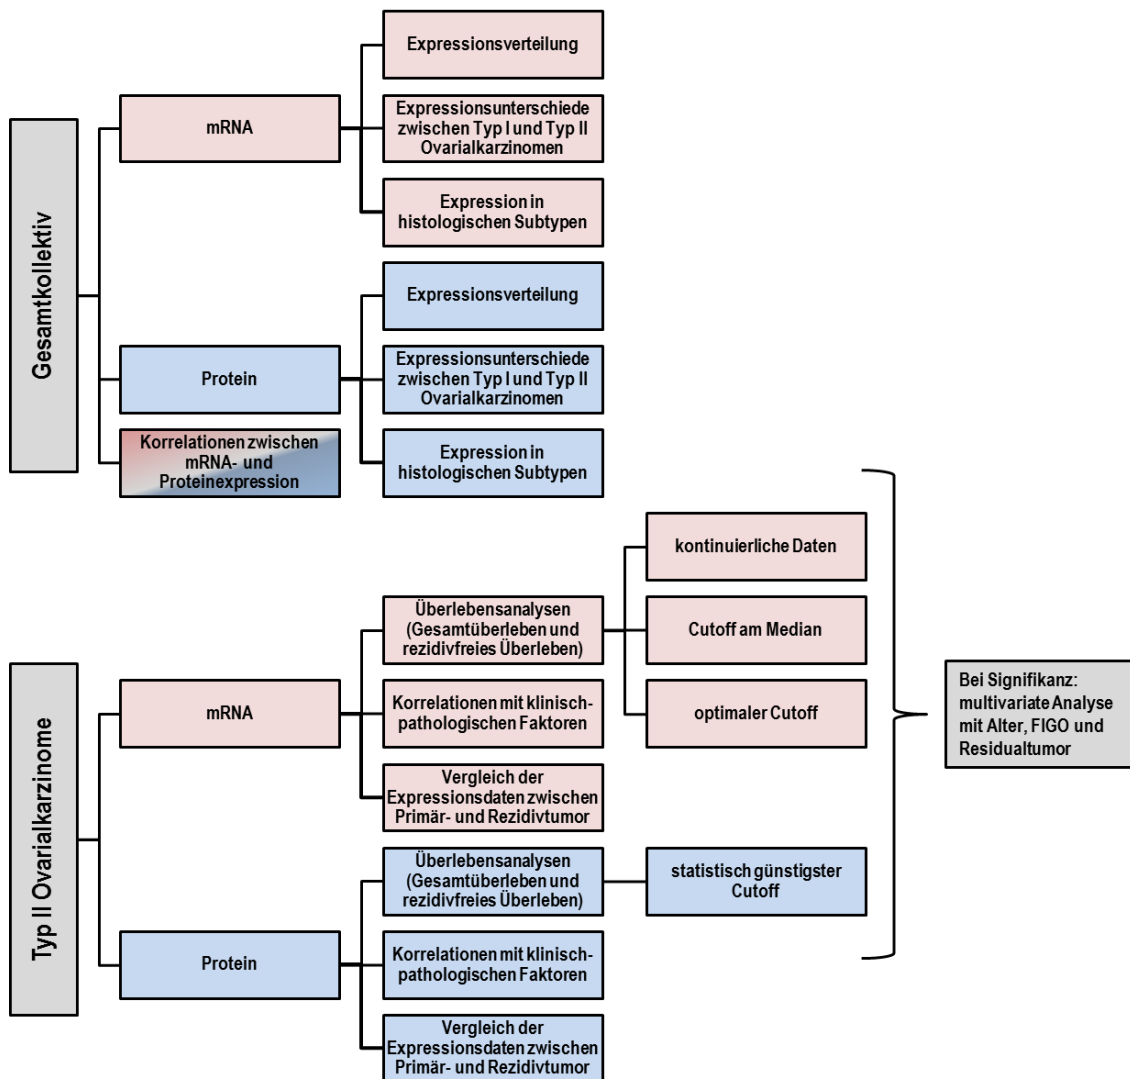 Gesamtkollektiv
mRNA
Expressionsverteilung
Expressionsunterschiede
zwischen Typ I und Typ II
Ovarialkarzinomen
Expression in
histologischen Subtypen
Protein
Expressionsverteilung
Expressionsunterschiede
zwischen Typ I und Typ II
Ovarialkarzinomen
Expression in
histologischen Subtypen
Korrelationen zwischen
mRNA- und
Proteinexpression
Typ II Ovarialkarzinome
mRNA
Überlebensanalysen
(Gesamtüberleben und
rezidivfreies Überleben)
kontinuierliche Daten
Cutoff am Median
optimaler Cutoff
Korrelationen mit klinisch-
pathologischen Faktoren
Vergleich der
Expressionsdaten zwischen
Primär- und Rezidivtumor
Protein
Überlebensanalysen
(Gesamtüberleben und
rezidivfreies Überleben)
statistisch günstigster
Cutoff
Korrelationen mit klinisch-
pathologischen Faktoren
Vergleich der
Expressionsdaten zwischen
Primär- und Rezidivtumor
Bei Signifikanz:
multivariate Analyse
mit Alter, FIGO und
Residualtumor